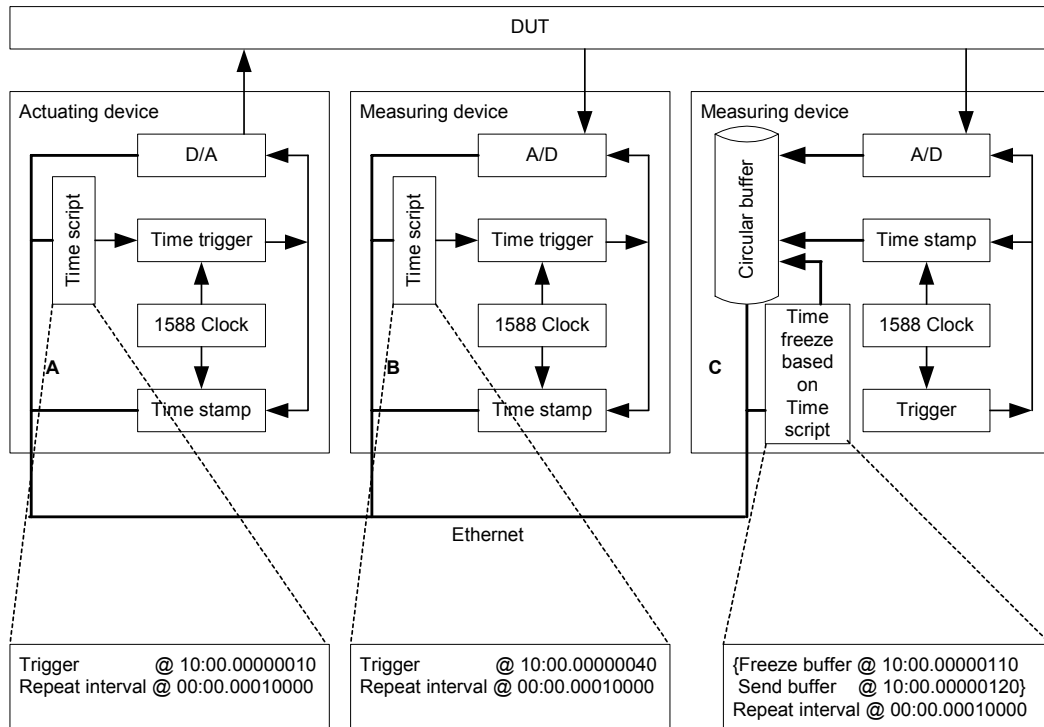 DUT
Actuating device
D/A
Time script
Time trigger
1588 Clock
A
Time stamp
Measuring device
A/D
Time script
Time trigger
1588 Clock
B
Time stamp
Measuring device
Circular buffer
A/D
Time stamp
1588 Clock
C
Time
freeze
based
on
Time
script
Trigger
Ethernet
Trigger @ 10:00.00000010
Repeat interval @ 00:00.00010000
Trigger @ 10:00.00000040
Repeat interval @ 00:00.00010000
{Freeze buffer @ 10:00.00000110
Send buffer @ 10:00.00000120}
Repeat interval @ 00:00.00010000